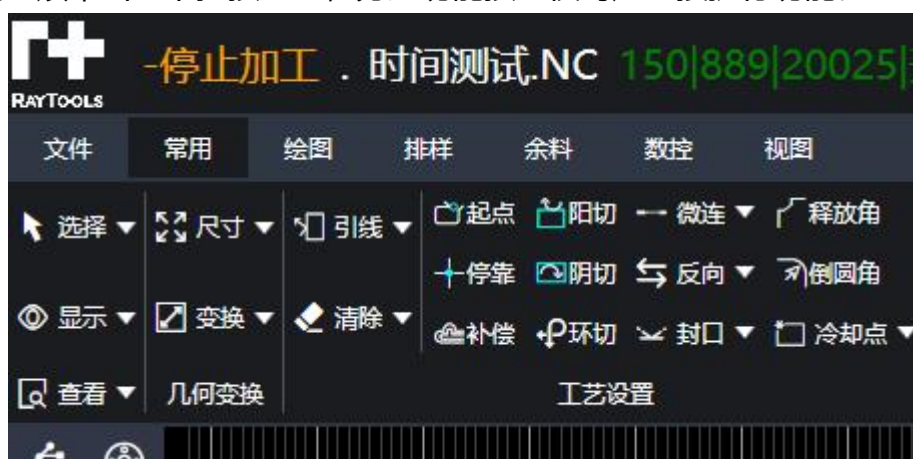 RAYTOOLS
-停止加工 . 时间测试.NC 150|889|20025|
文件 常用 绘图 排样 余料 数控 视图
选择 尺寸 引线 起点 阳切 微连 释放角
停靠 阴切 反向 倒圆角
显示 变换 清除 补偿 环切 封口 冷却点
查看 几何变换 工艺设置